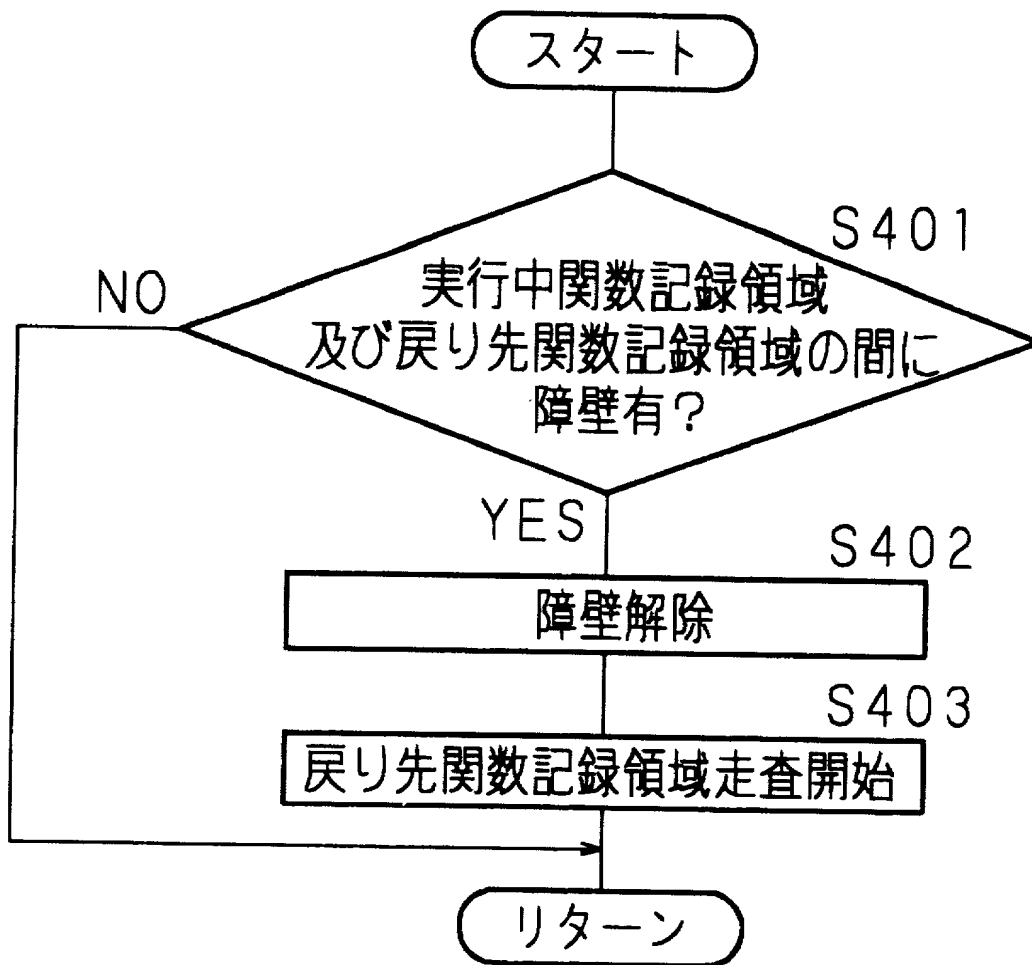 スタート
S401
NO
実行中関数記録領域
及び戻り先関数記録領域の間に
障壁有?
YES
S402
障壁解除
S403
戻り先関数記録領域走査開始
リターン